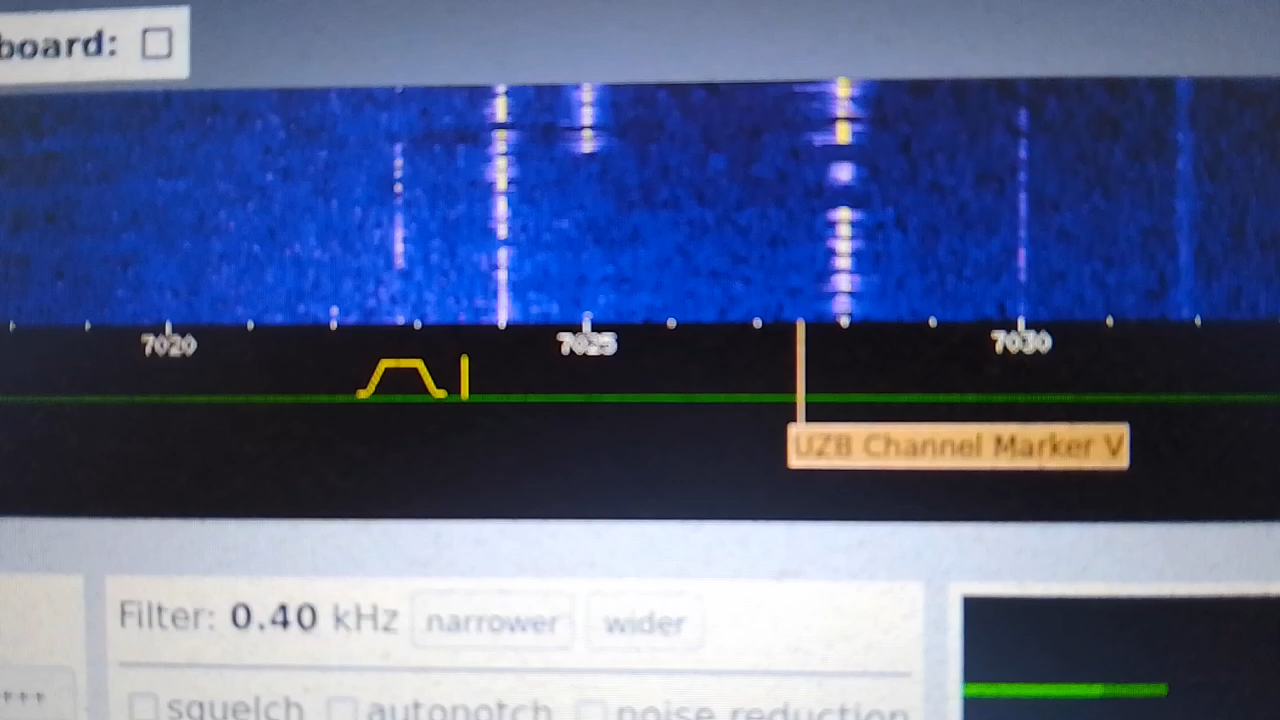 board:
7020 7025 7030
UZB Channel Marker V
Filter: 0.40 kHz narrower wider
+++
squelch autonotch noise reduction